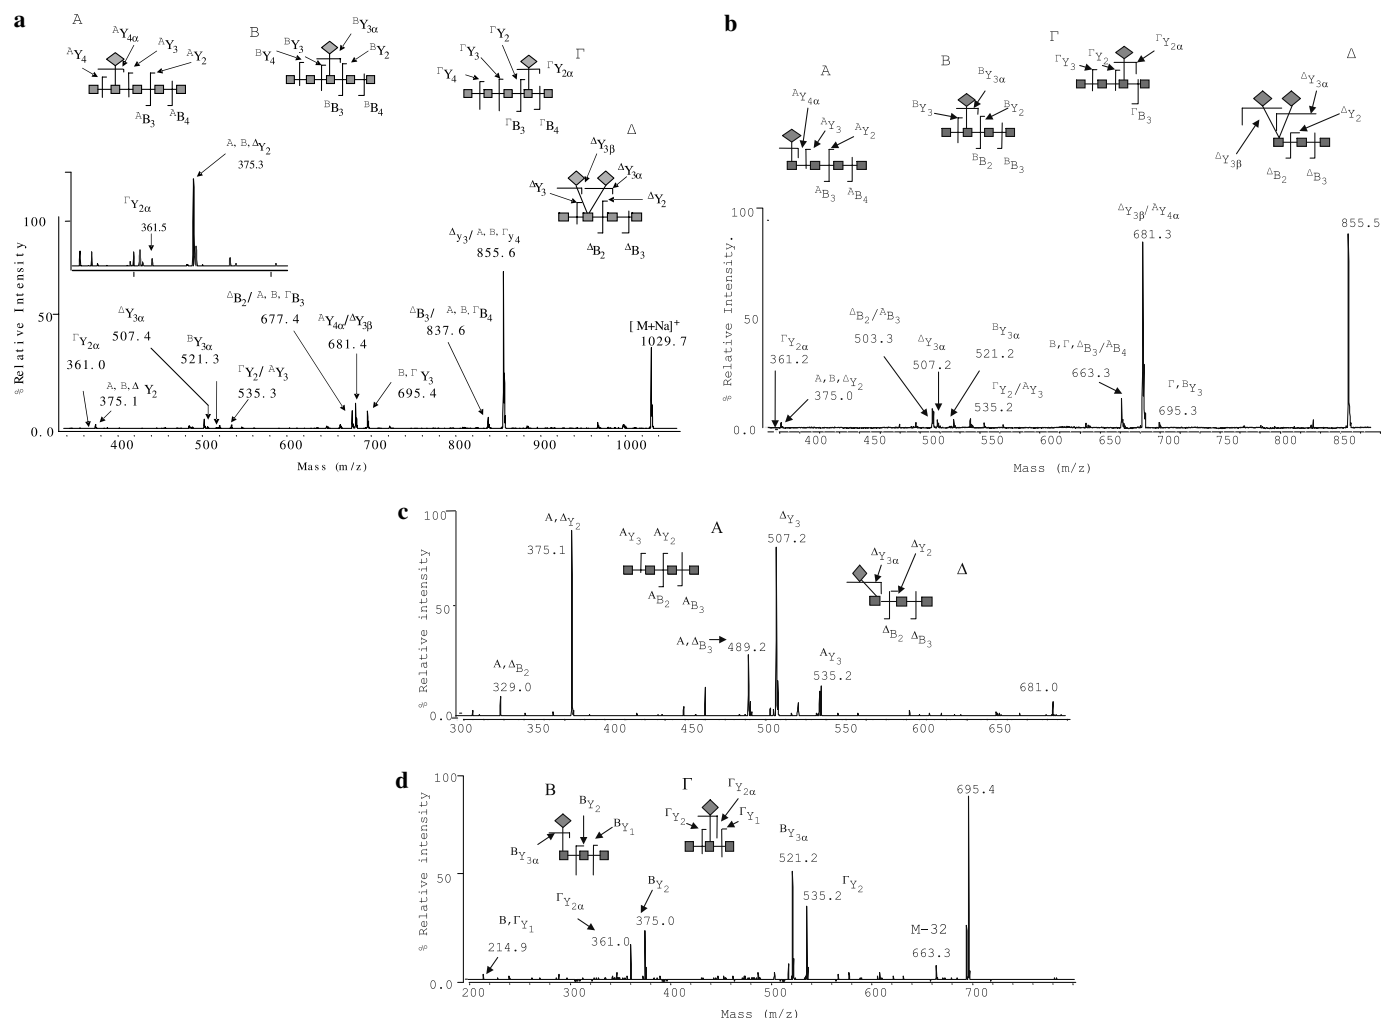 a
A
ᴬY₄α
ᴬY₄
ᴬY₃
ᴬY₂
ᴬB₃
ᴬB₄
B
ᴮY₃α
ᴮY₃
ᴮY₂
ᴮY₄
ᴮB₃
ᴮB₄
Γ
ΓY₂
ΓY₃
ΓY₂α
ΓY₄
ΓB₃
ΓB₄
Δ
ΔY₃β
ΔY₃α
ΔY₃
ΔY₂
ΔB₂
ΔB₃
A, B, ΔY₂
375.3
ΓY₂α
361.5
100
50
0.0
% Relative Intensity
Δy₃/ A, B, Γy₄
855.6
ΔB₂/ A, B, ΓB₃
677.4
ᴬY₄α/ΔY₃β
681.4
ΔB₃/ A, B, ΓB₄
837.6
[M+Na]⁺
1029.7
ΔY₃α
507.4
ᴮY₃α
521.3
ΓY₂α
361.0
A, B, Δ Y₂
375.1
ΓY₂/ ᴬY₃
535.3
B, Γ Y₃
695.4
400 500 600 700 800 900 1000
Mass (m/z)
b
A
ᴬY₄α
ᴬY₃
ᴬY₂
ᴬB₃
ᴬB₄
B
ᴮY₃α
ᴮY₃
ᴮY₂
ᴮB₂
ᴮB₃
Γ
ΓY₂α
ΓY₃
ΓY₂
ΓB₃
Δ
ΔY₃α
ΔY₂
ΔY₃β
ΔB₂
ΔB₃
100
50
0.0
% Relative Intensity.
ΔY₃β/ᴬY₄α
681.3
855.5
ΔB₂/ᴬB₃
503.3
ΔY₃α
507.2
ᴮY₃α
521.2
ΓY₂α
361.2
A, B, ΔY₂
375.0
ΓY₂/ᴬY₃
535.2
B, Γ, ΔB₃/ᴬB₄
663.3
Γ, ᴮY₃
695.3
400 450 500 550 600 650 700 750 800 850
Mass (m/z)
c
100
50
0.0
% Relative intensity
A, ΔY₂
375.1
ᴬY₃ ᴬY₂
A
ᴬB₂
ᴬB₃
ΔY₃
507.2
ΔY₃α
ΔY₂
Δ
ΔB₂
ΔB₃
A, ΔB₃
489.2
A, ΔB₂
329.0
ᴬY₃
535.2
681.0
300 350 400 450 500 550 600 650
d
100
50
0.0
% Relative intensity
B
ᴮY₂
ᴮY₁
ᴮY₃α
Γ
ΓY₂α
ΓY₂
ΓY₁
ᴮY₃α
521.2
695.4
ΓY₂α
361.0
ᴮY₂
375.0
535.2
ΓY₂
B, ΓY₁
214.9
M-32
663.3
200 300 400 500 600 700
Mass (m/z)